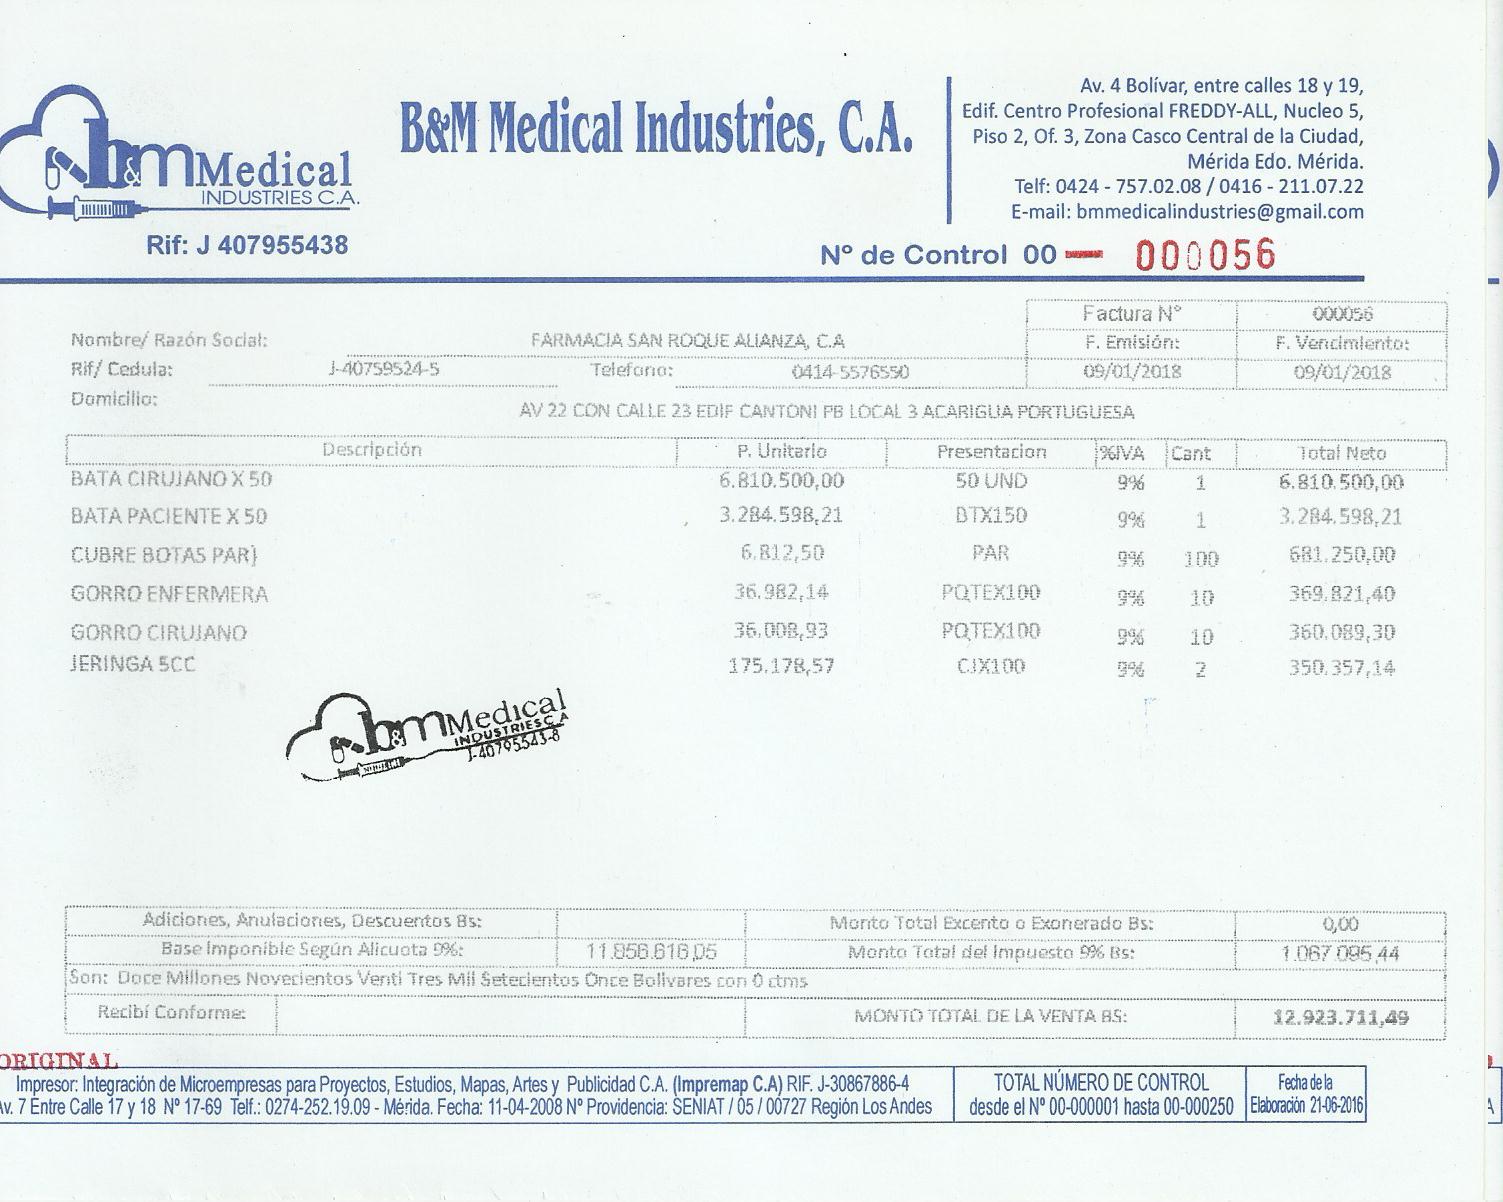 b&m Medical
INDUSTRIES C.A.
Rif: J 407955438
B&M Medical Industries, C.A.
Av. 4 Bolívar, entre calles 18 y 19,
Edif. Centro Profesional FREDDY-ALL, Nucleo 5,
Piso 2, Of. 3, Zona Casco Central de la Ciudad,
Mérida Edo. Mérida.
Telf: 0424 - 757.02.08 / 0416 - 211.07.22
E-mail: bmmedicalindustries@gmail.com
Nº de Control 00 — 000056
Factura N° 000056
Nombre/ Razón Social: FARMACIA SAN ROQUE ALIANZA, C.A F. Emisión: F. Vencimiento:
Rif/ Cedula: J-40759524-5 Telefono: 0414-5576550 09/01/2018 09/01/2018
Domicilio: AV 22 CON CALLE 23 EDIF CANTONI PB LOCAL 3 ACARIGUA PORTUGUESA
Descripción P. Unitario Presentacion %IVA Cant Total Neto
BATA CIRUJANO X 50 6.810.500,00 50 UND 9% 1 6.810.500,00
BATA PACIENTE X 50 3.284.598,21 BTX150 9% 1 3.284.598,21
CUBRE BOTAS PAR) 6.812,50 PAR 9% 100 681.250,00
GORRO ENFERMERA 36.982,14 PQTEX100 9% 10 369.821,40
GORRO CIRUJANO 36.008,93 PQTEX100 9% 10 360.089,30
JERINGA 5CC 175.178,57 CJX100 9% 2 350.357,14
b&m Medical
INDUSTRIES C.A
J-40795543-8
Adiciones, Anulaciones, Descuentos Bs: Monto Total Excento o Exonerado Bs: 0,00
Base Imponible Según Alicuota 9%: 11.856.616,05 Monto Total del Impuesto 9% Bs: 1.067.095,44
Son: Doce Millones Novecientos Venti Tres Mil Setecientos Once Bolivares con 0 ctms
Recibí Conforme: MONTO TOTAL DE LA VENTA BS: 12.923.711,49
ORIGINAL
Impresor: Integración de Microempresas para Proyectos, Estudios, Mapas, Artes y Publicidad C.A. (Impremap C.A) RIF. J-30867886-4
Av. 7 Entre Calle 17 y 18 Nº 17-69 Telf.: 0274-252.19.09 - Mérida. Fecha: 11-04-2008 Nº Providencia: SENIAT / 05 / 00727 Región Los Andes
TOTAL NÚMERO DE CONTROL
desde el Nº 00-000001 hasta 00-000250
Fecha de la
Elaboración 21-06-2016